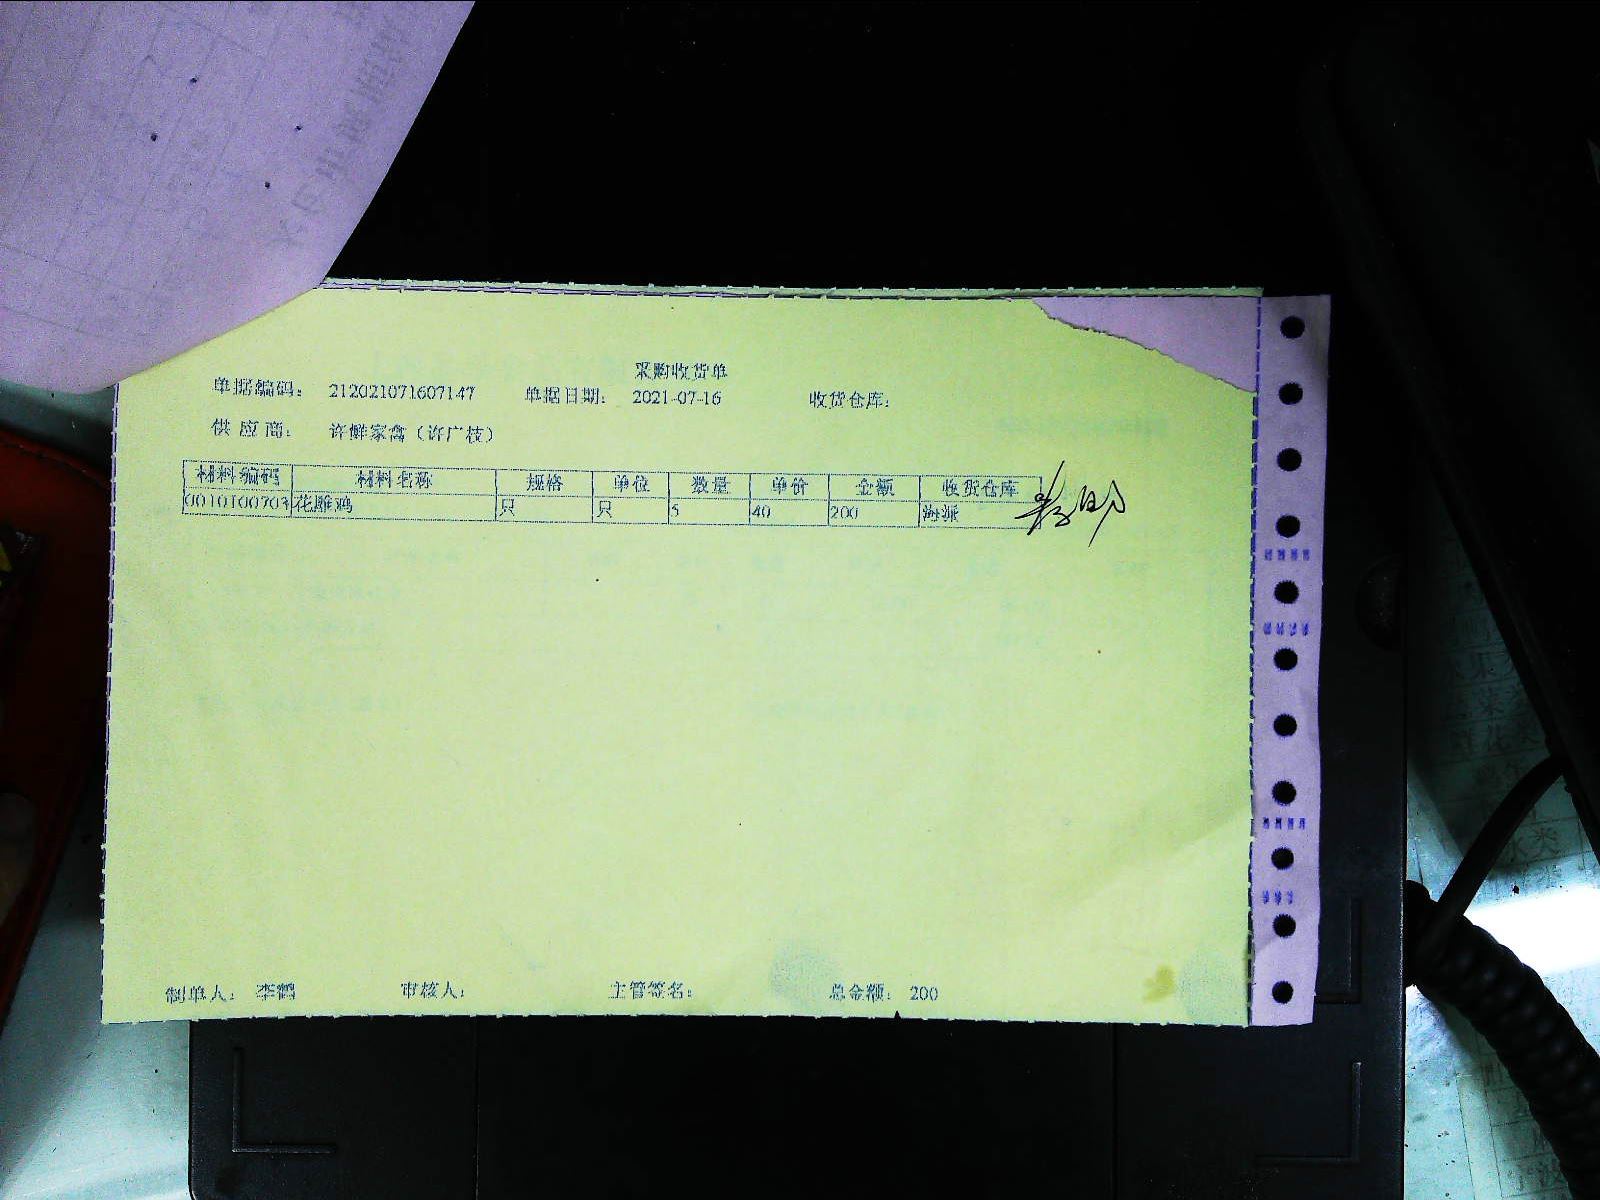 采购收货单
单据编码： 212021071607147 单据日期： 2021-07-16 收货仓库：
供应商： 许鲜家禽（许广枝）
材料编码 材料名称 规格 单位 数量 单价 金额 收货仓库
0010100703 花雕鸡 只 只 5 40 200 海派
制单人： 李鹤 审核人： 主管签名： 总金额： 200